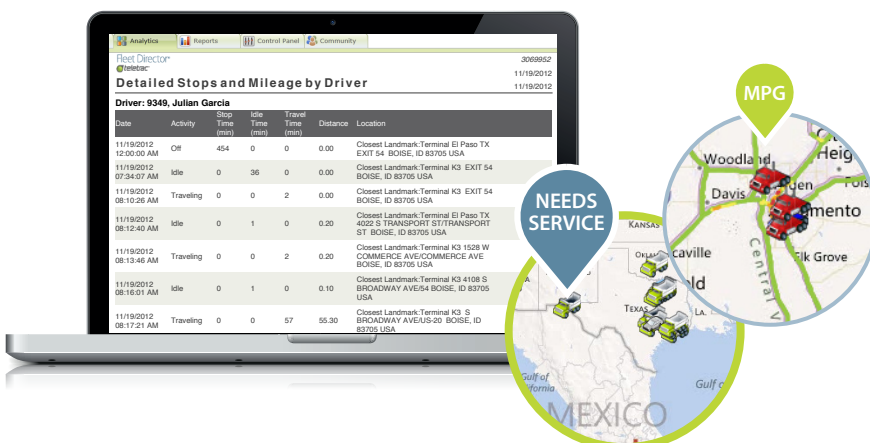 Analytics Reports Control Panel Community
Fleet Director
teletrac
3069952
11/19/2012
Detailed Stops and Mileage by Driver
11/19/2012
Driver: 9349, Julian Garcia
Date Activity Stop Time (min) Idle Time (min) Travel Time (min) Distance Location
11/19/2012 12:00:00 AM Off 454 0 0 0.00 Closest Landmark:Terminal El Paso TX
EXIT 54 BOISE, ID 83705 USA
11/19/2012 07:34:07 AM Idle 0 36 0 0.00 Closest Landmark:Terminal K3 EXIT 54
BOISE, ID 83705 USA
11/19/2012 08:10:26 AM Traveling 0 0 2 0.00 Closest Landmark:Terminal K3 EXIT 54
BOISE, ID 83705 USA
11/19/2012 08:12:40 AM Idle 0 1 0 0.20 Closest Landmark:Terminal El Paso TX
4022 S TRANSPORT ST/TRANSPORT
ST BOISE, ID 83705 USA
11/19/2012 08:13:46 AM Traveling 0 0 2 0.20 Closest Landmark:Terminal K3 1528 W
COMMERCE AVE/COMMERCE AVE
BOISE, ID 83705 USA
11/19/2012 08:16:01 AM Idle 0 1 0 0.10 Closest Landmark:Terminal K3 4108 S
BROADWAY AVE/54 BOISE, ID 83705
USA
11/19/2012 08:17:21 AM Traveling 0 0 57 55.30 Closest Landmark:Terminal K3 S
BROADWAY AVE/US-20 BOISE, ID
83705 USA
NEEDS
SERVICE
KANSAS
TEXAS
LA.
Gulf of
MEXICO
MPG
Woodland
Heig
Davis
mento
caville
Elk Grove
Central V